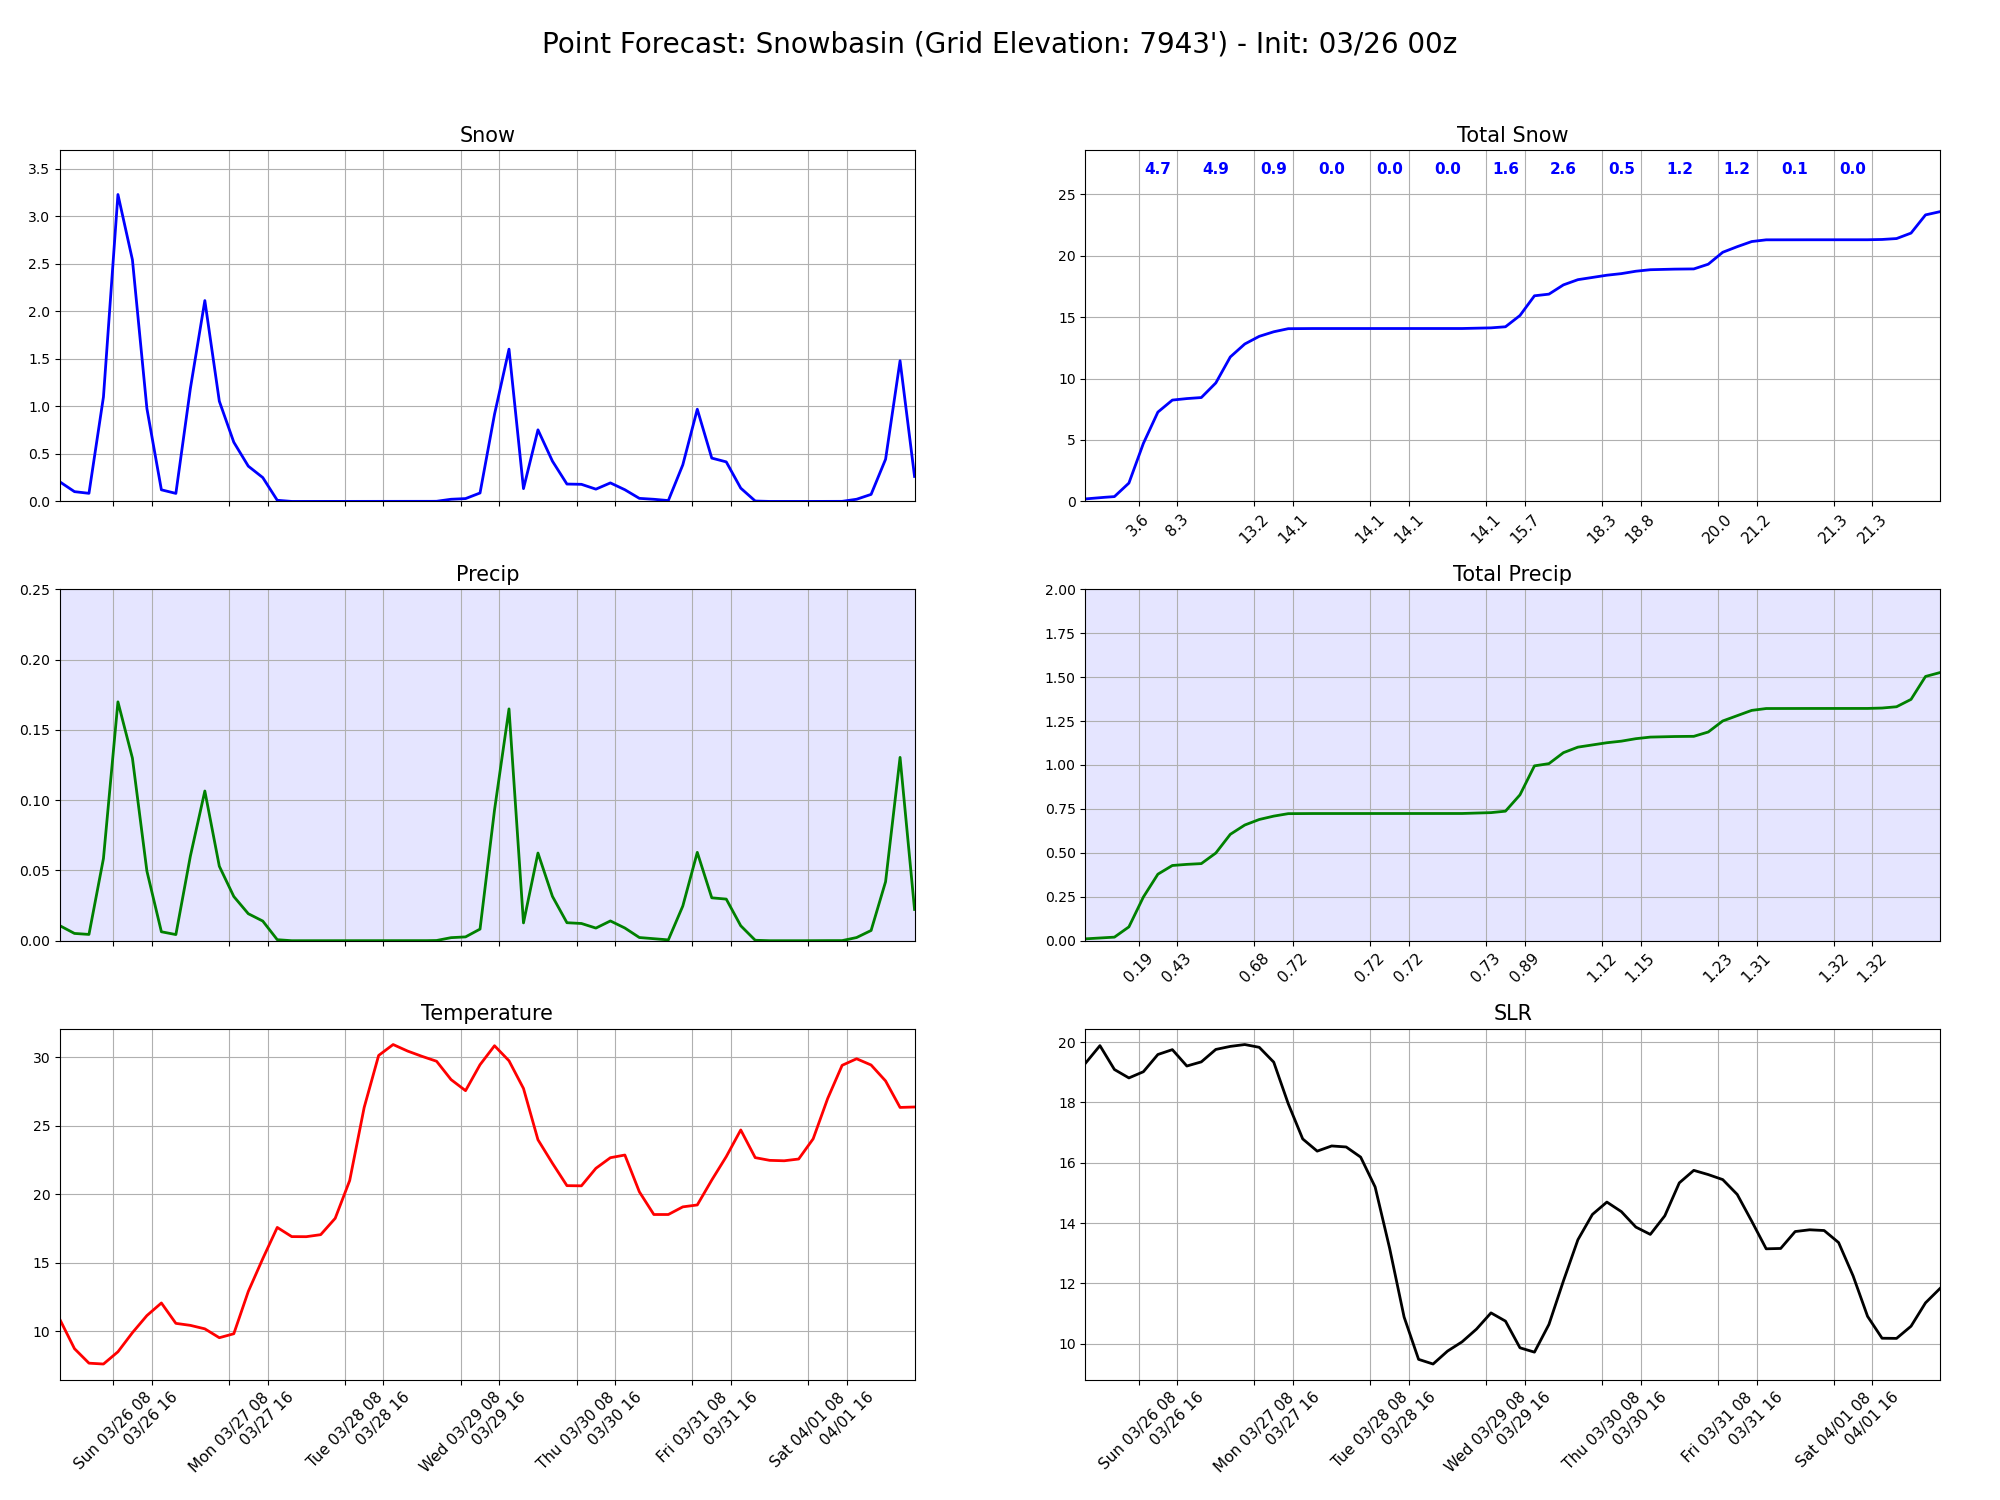 Point Forecast: Snowbasin (Grid Elevation: 7943') - Init: 03/26 00z
Snow
3.5
3.0
2.5
2.0
1.5
1.0
0.5
0.0
Total Snow
4.7 4.9 0.9 0.0 0.0 0.0 1.6 2.6 0.5 1.2 1.2 0.1 0.0
25
20
15
10
5
0
3.6 8.3 13.2 14.1 14.1 14.1 14.1 15.7 18.3 18.8 20.0 21.2 21.3 21.3
Precip
0.25
0.20
0.15
0.10
0.05
0.00
Total Precip
2.00
1.75
1.50
1.25
1.00
0.75
0.50
0.25
0.00
0.19 0.43 0.68 0.72 0.72 0.72 0.73 0.89 1.12 1.15 1.23 1.31 1.32 1.32
Temperature
30
25
20
15
10
Sun 03/26 08
03/26 16
Mon 03/27 08
03/27 16
Tue 03/28 08
03/28 16
Wed 03/29 08
03/29 16
Thu 03/30 08
03/30 16
Fri 03/31 08
03/31 16
Sat 04/01 08
04/01 16
SLR
20
18
16
14
12
10
Sun 03/26 08
03/26 16
Mon 03/27 08
03/27 16
Tue 03/28 08
03/28 16
Wed 03/29 08
03/29 16
Thu 03/30 08
03/30 16
Fri 03/31 08
03/31 16
Sat 04/01 08
04/01 16